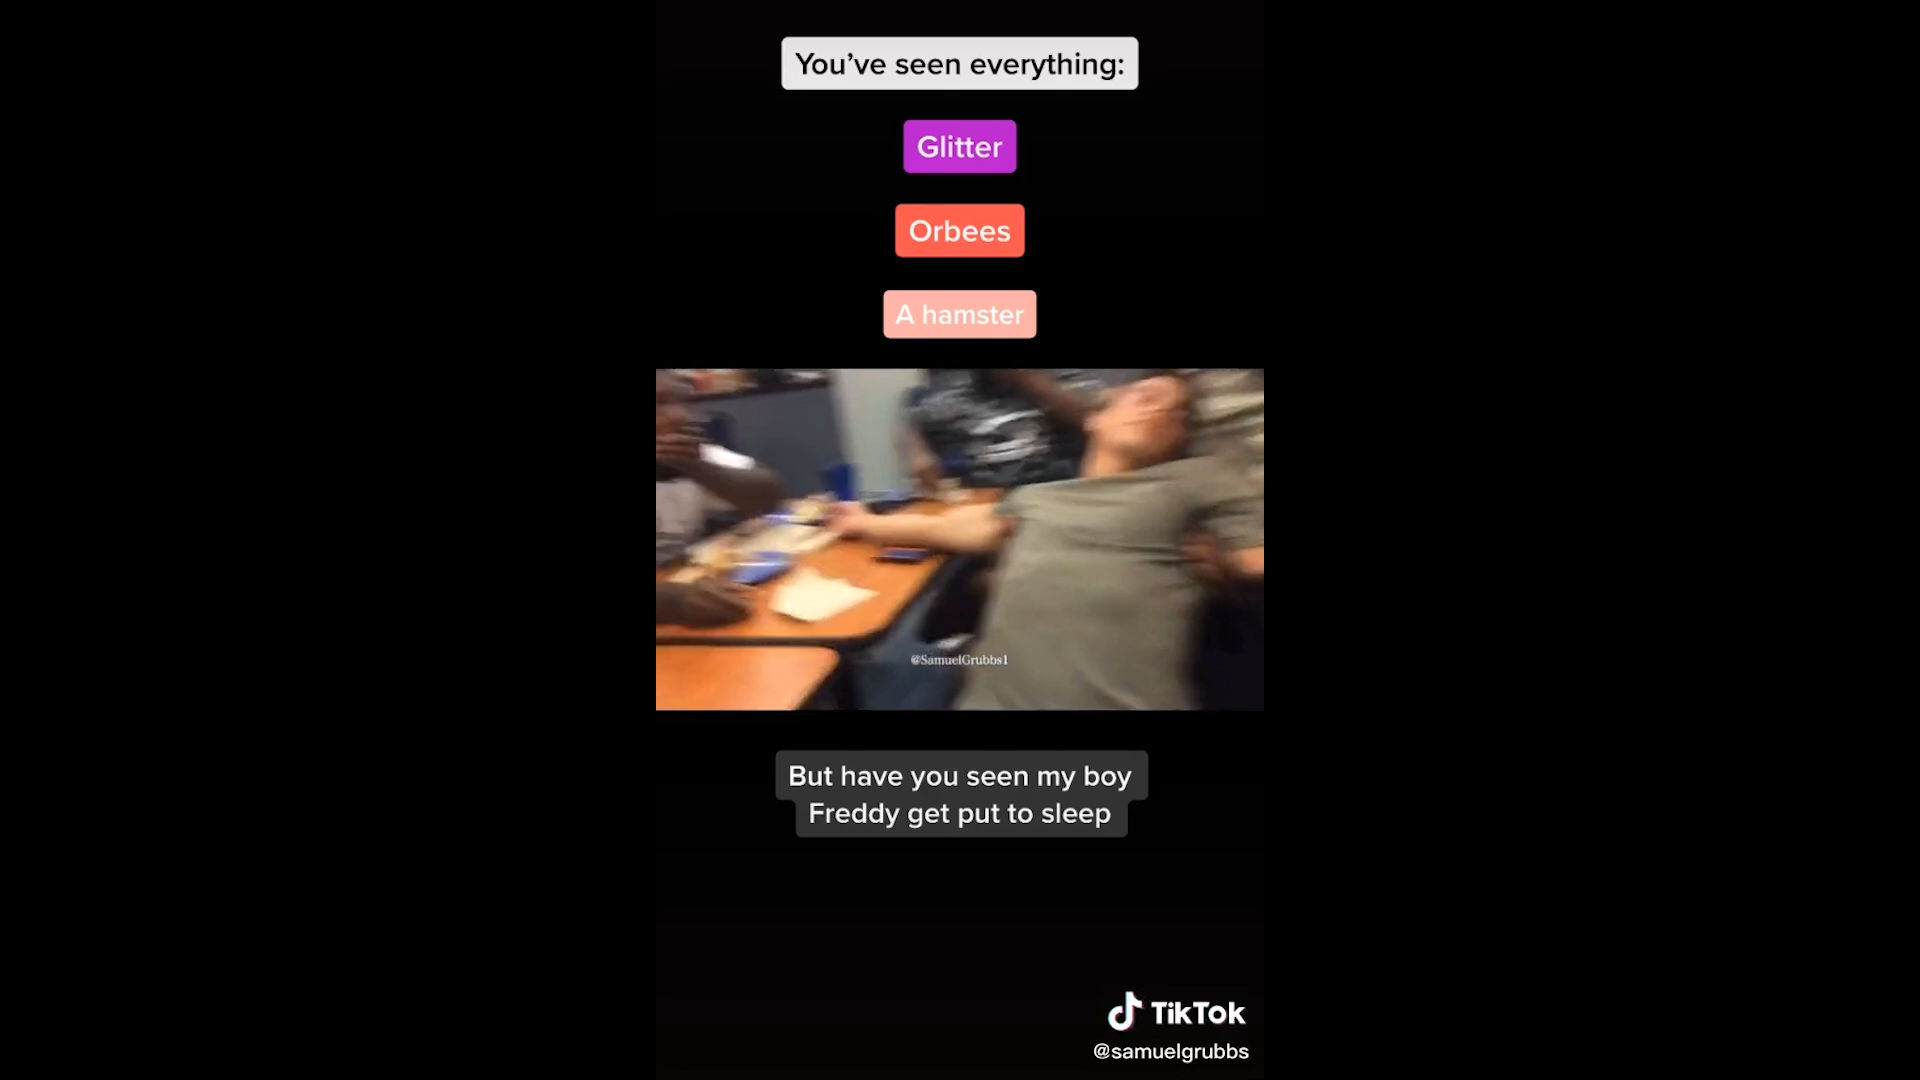 You've seen everything:
Glitter
Orbees
A hamster
@SamuelGrubbs1
But have you seen my boy
Freddy get put to sleep
TikTok
@samuelgrubbs